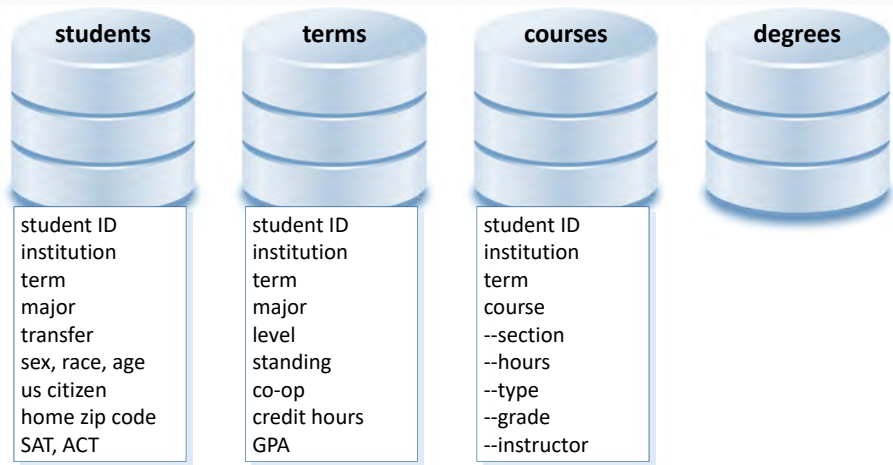 students
terms
courses
degrees
student ID
institution
term
major
transfer
sex, race, age
us citizen
home zip code
SAT, ACT
student ID
institution
term
major
level
standing
co-op
credit hours
GPA
student ID
institution
term
course
--section
--hours
--type
--grade
--instructor